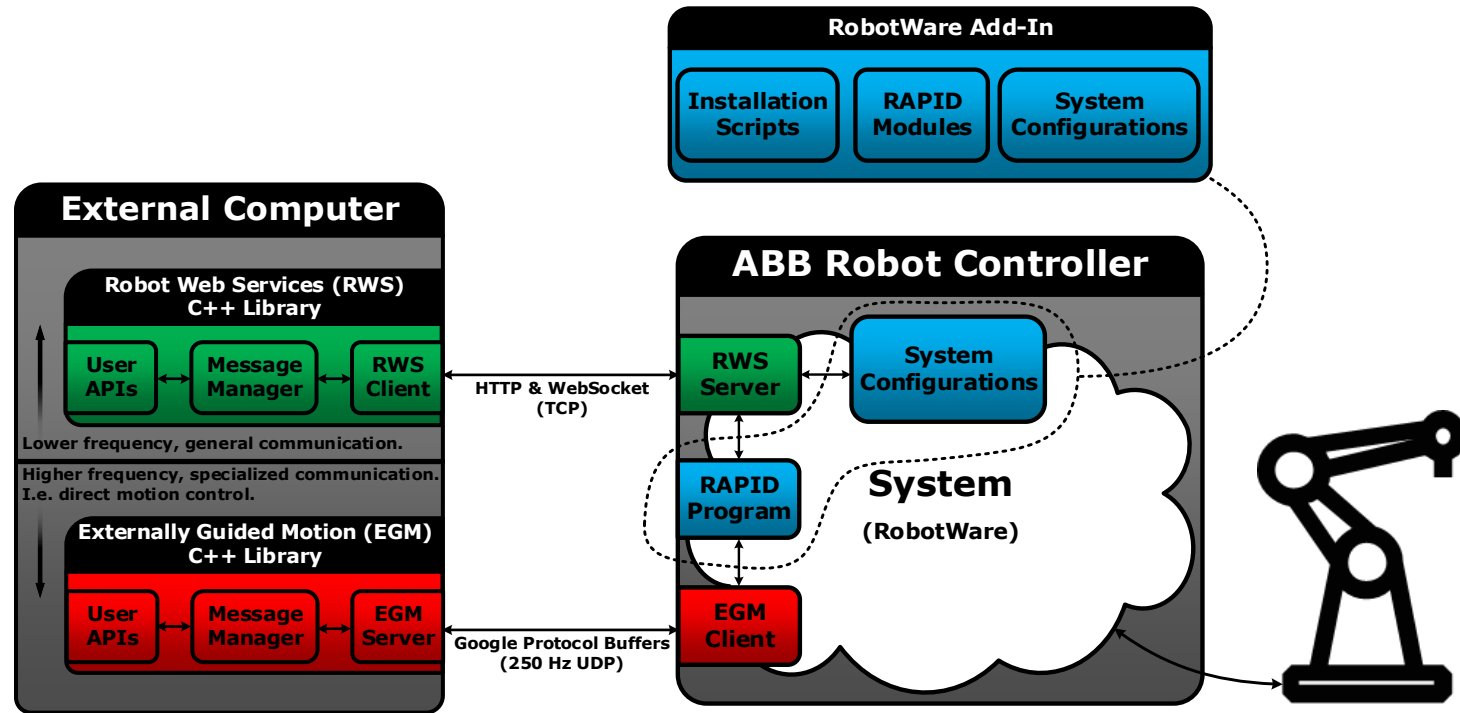 RobotWare Add-In
Installation
Scripts
RAPID
Modules
System
Configurations
External Computer
Robot Web Services (RWS)
C++ Library
User
APIs
Message
Manager
RWS
Client
Lower frequency, general communication.
Higher frequency, specialized communication.
I.e. direct motion control.
Externally Guided Motion (EGM)
C++ Library
User
APIs
Message
Manager
EGM
Server
HTTP & WebSocket
(TCP)
Google Protocol Buffers
(250 Hz UDP)
ABB Robot Controller
RWS
Server
System
Configurations
RAPID
Program
System
(RobotWare)
EGM
Client